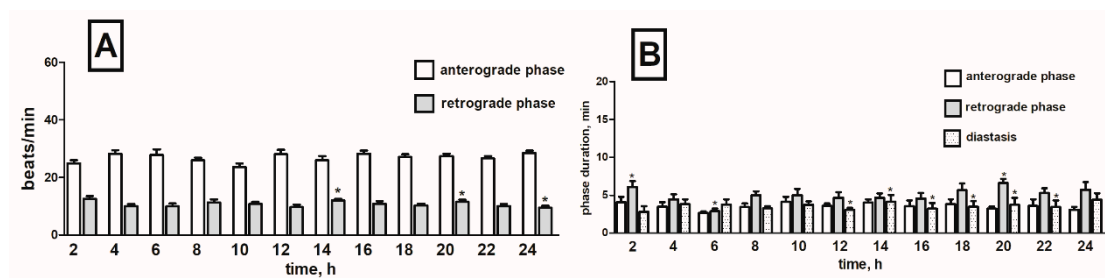 A
60
40
20
0
beats/min
anterograde phase
retrograde phase
* * *
2 4 6 8 10 12 14 16 18 20 22 24
time, h
B
20
15
10
5
0
phase duration, min
anterograde phase
retrograde phase
diastasis
* * * * * * * * *
2 4 6 8 10 12 14 16 18 20 22 24
time, h